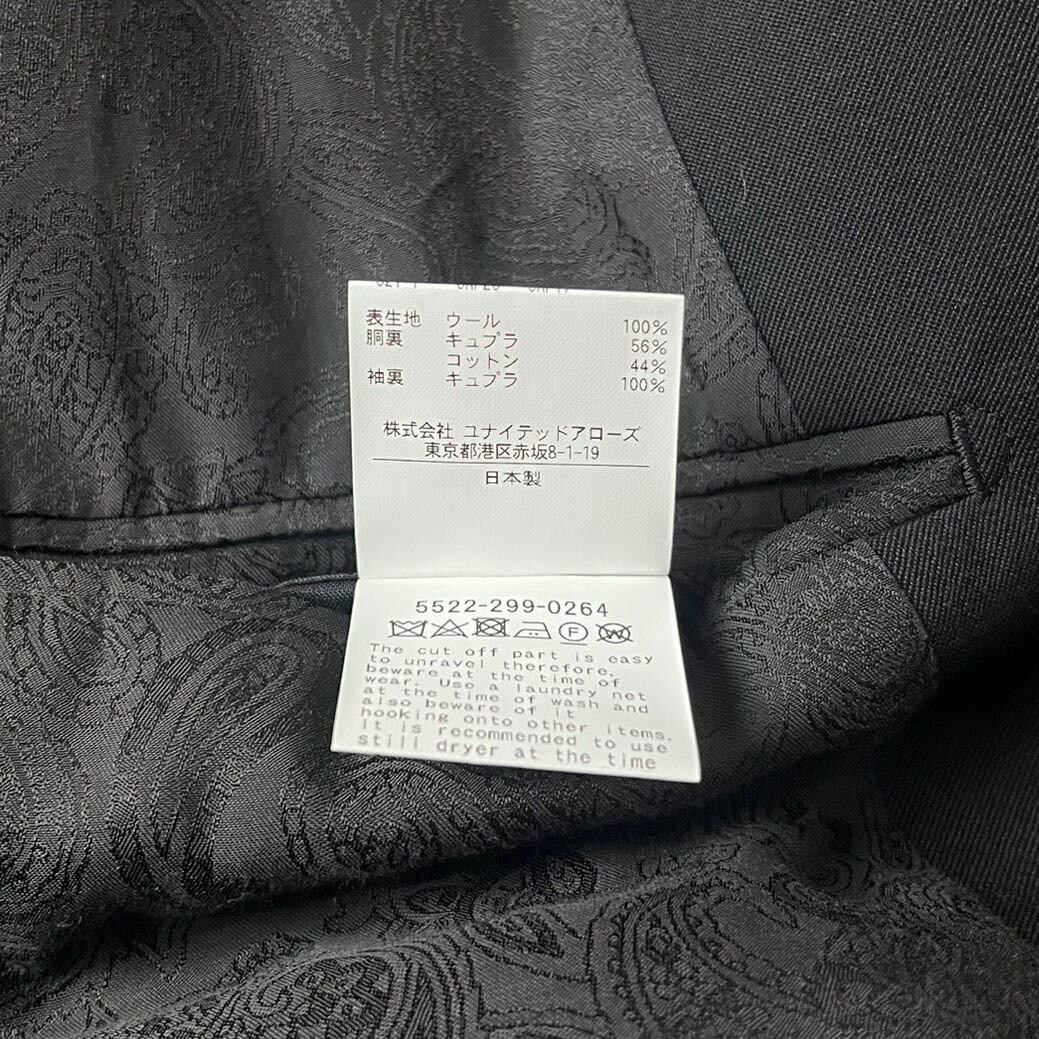 表生地 ウール 100%
胴裏 キュプラ 56%
コットン 44%
袖裏 キュプラ 100%
株式会社 ユナイテッドアローズ
東京都港区赤坂8-1-19
日本製
5522-299-0264
F W
The cut off part is easy
to unravel therefore,
beware at the time of
wear. Use a laundry net
at the time of wash and
also beware of it
hooking onto other items.
It is recommended to use
still dryer at the time